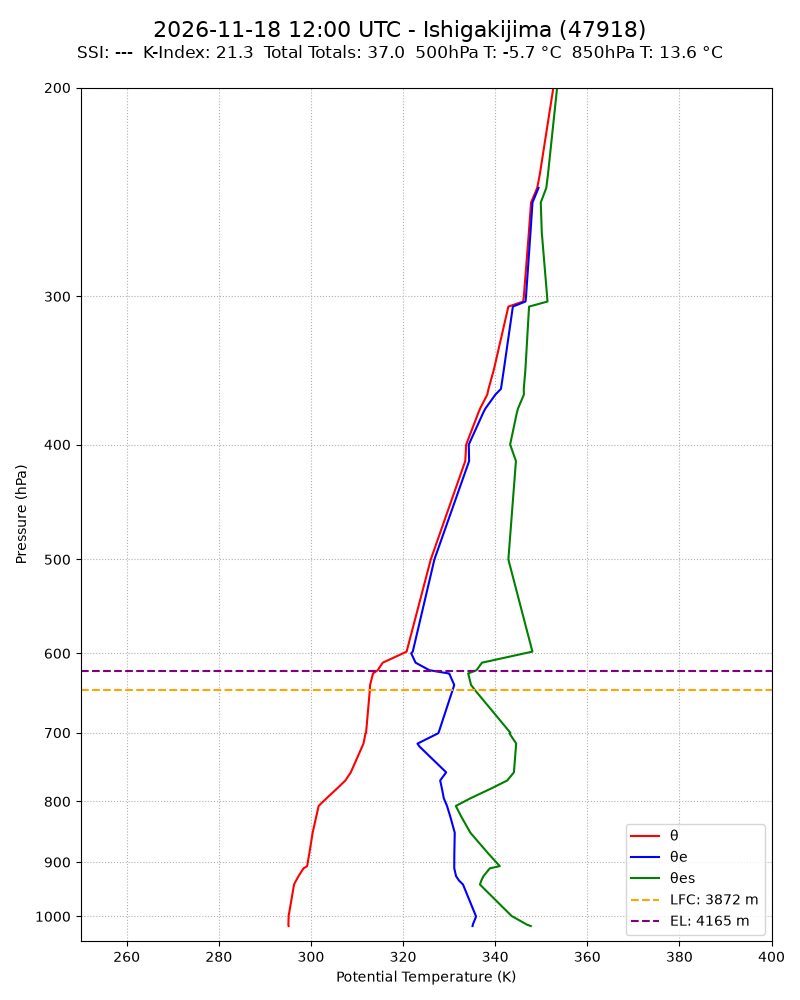 2026-11-18 12:00 UTC - Ishigakijima (47918)
SSI: ---  K-Index: 21.3  Total Totals: 37.0  500hPa T: -5.7 °C  850hPa T: 13.6 °C
200
300
400
500
600
700
800
900
1000
Pressure (hPa)
θ
θe
θes
LFC: 3872 m
EL: 4165 m
260 280 300 320 340 360 380 400
Potential Temperature (K)